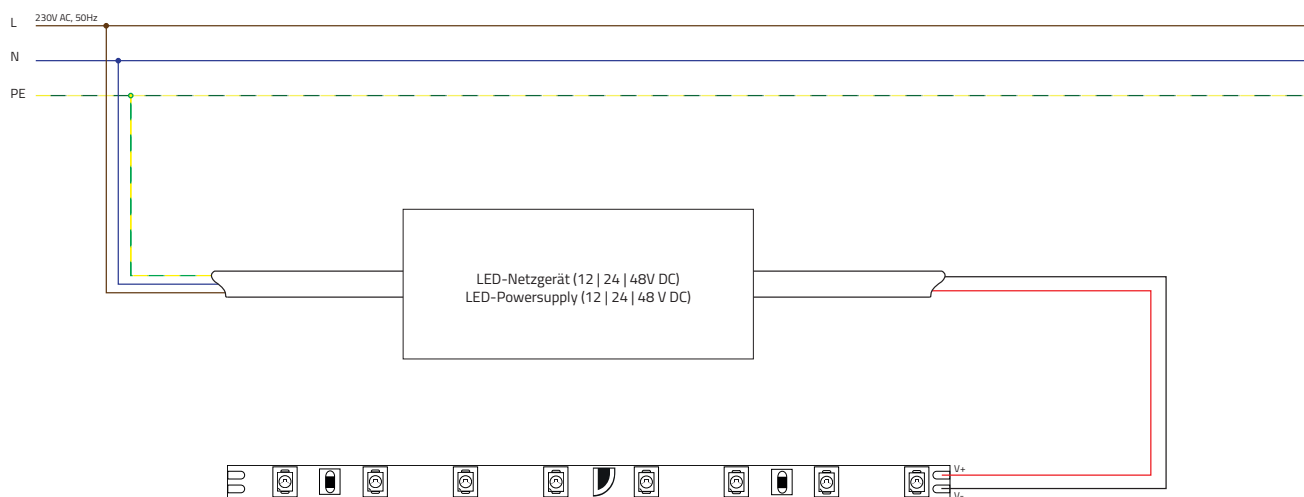 230V AC, 50Hz
L
N
PE
LED-Netzgerät (12 | 24 | 48V DC)
LED-Powersupply (12 | 24 | 48 V DC)
V+
V-